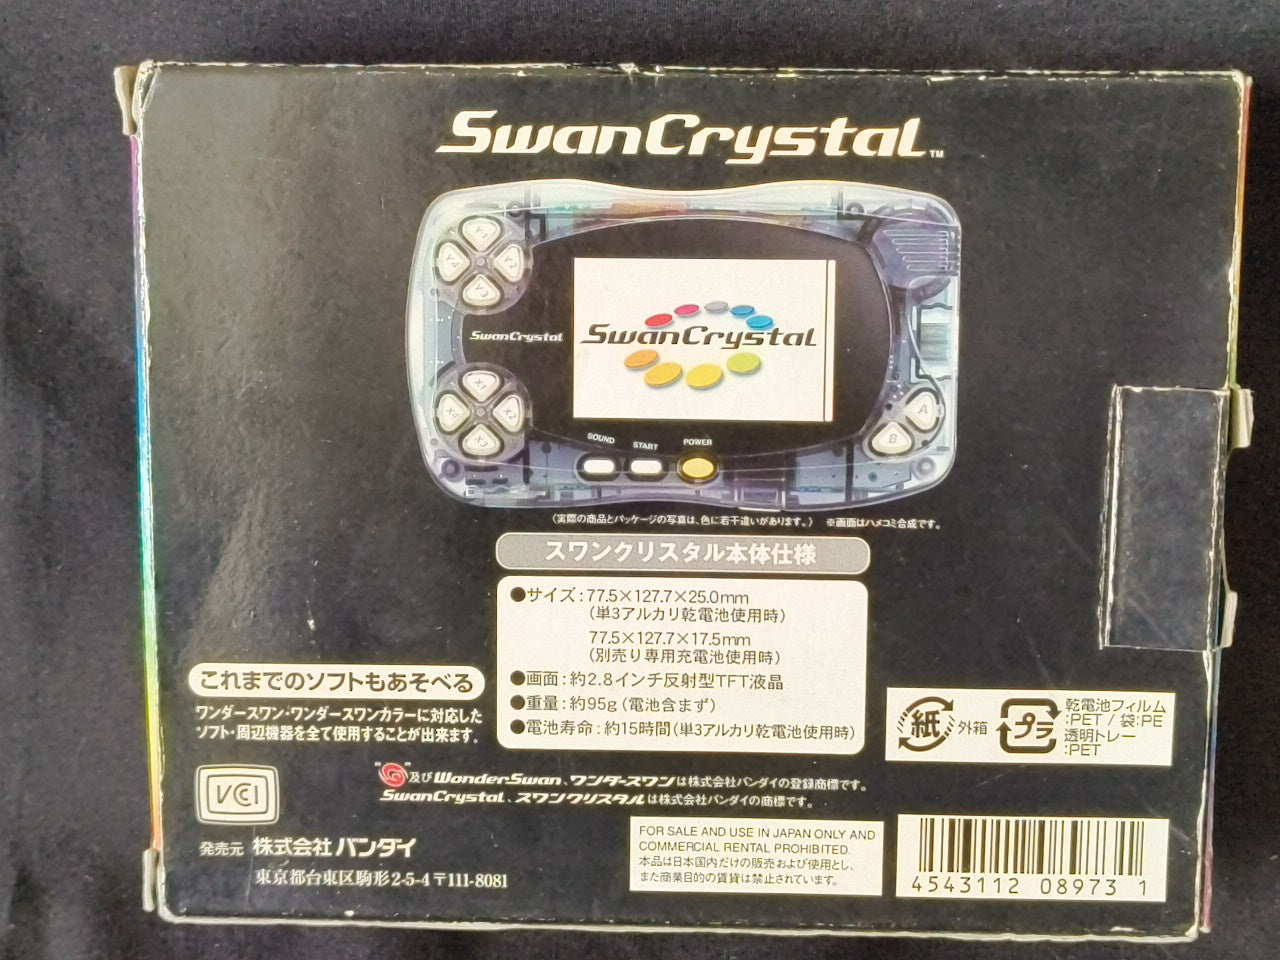 SwanCrystal™
Y1
Y4 Y2
Y3
SwanCrystal
SwanCrystal
X1
X4 X2
X3
A
B
SOUND START POWER
(実際の商品とパッケージの写真は、色に若干違いがあります。) ※画面はハメコミ合成です。
スワンクリスタル本体仕様
●サイズ:77.5×127.7×25.0mm
(単3アルカリ乾電池使用時)
77.5×127.7×17.5mm
(別売り専用充電池使用時)
●画面:約2.8インチ反射型TFT液晶
●重量:約95g(電池含まず)
●電池寿命:約15時間(単3アルカリ乾電池使用時)
これまでのソフトもあそべる
ワンダースワン・ワンダースワンカラーに対応した
ソフト・周辺機器を全て使用することが出来ます。
紙 外箱
プラ
乾電池フィルム
:PET / 袋:PE
透明トレー
:PET
" "及びWonderSwan、ワンダースワンは株式会社バンダイの登録商標です。
SwanCrystal、スワンクリスタルは株式会社バンダイの商標です。
VCCI
発売元 株式会社 バンダイ
東京都台東区駒形2-5-4〒111-8081
FOR SALE AND USE IN JAPAN ONLY AND
COMMERCIAL RENTAL PROHIBITED.
本品は日本国内だけの販売および使用とし、
また商業目的の賃貸は禁止されています。
4543112 08973 1